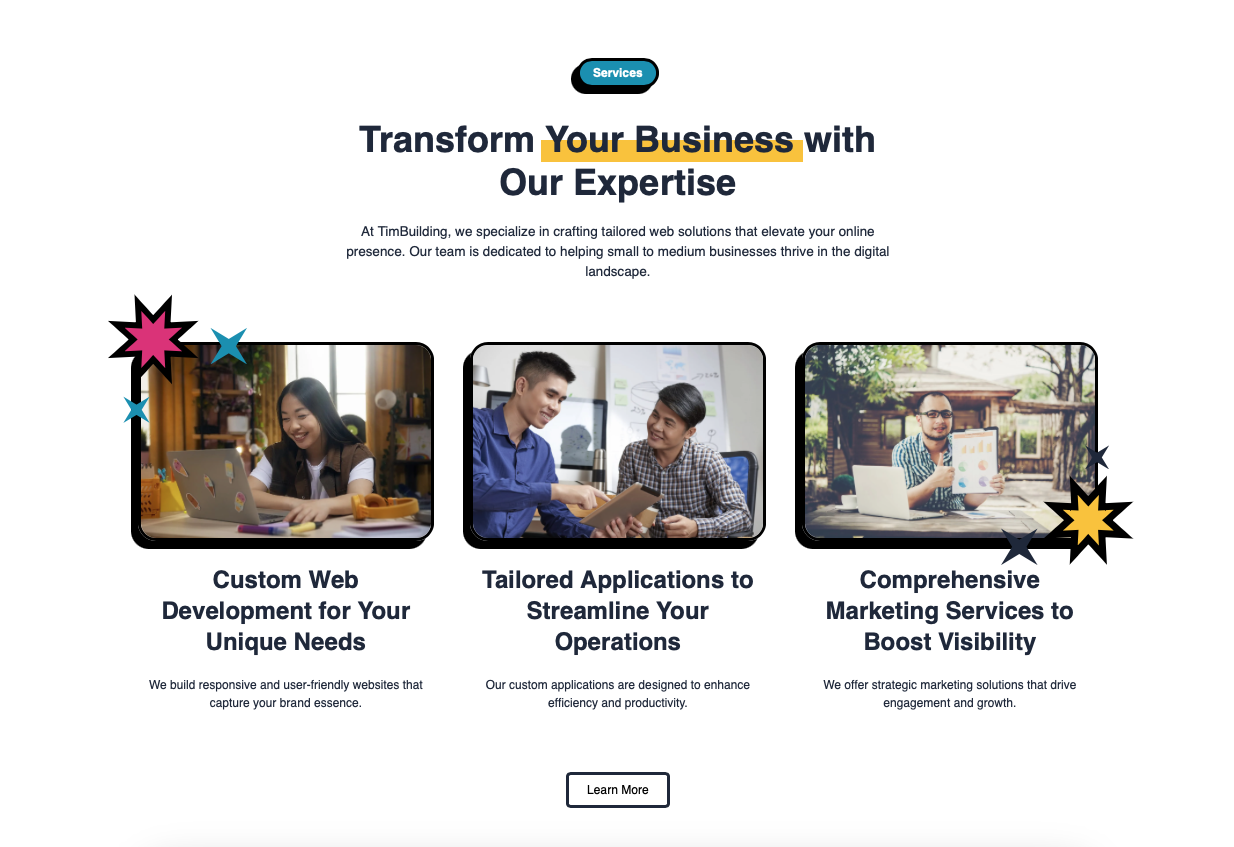 Services
Transform Your Business with
Our Expertise
At TimBuilding, we specialize in crafting tailored web solutions that elevate your online
presence. Our team is dedicated to helping small to medium businesses thrive in the digital
landscape.
Custom Web
Development for Your
Unique Needs
We build responsive and user-friendly websites that
capture your brand essence.
Tailored Applications to
Streamline Your
Operations
Our custom applications are designed to enhance
efficiency and productivity.
Comprehensive
Marketing Services to
Boost Visibility
We offer strategic marketing solutions that drive
engagement and growth.
Learn More